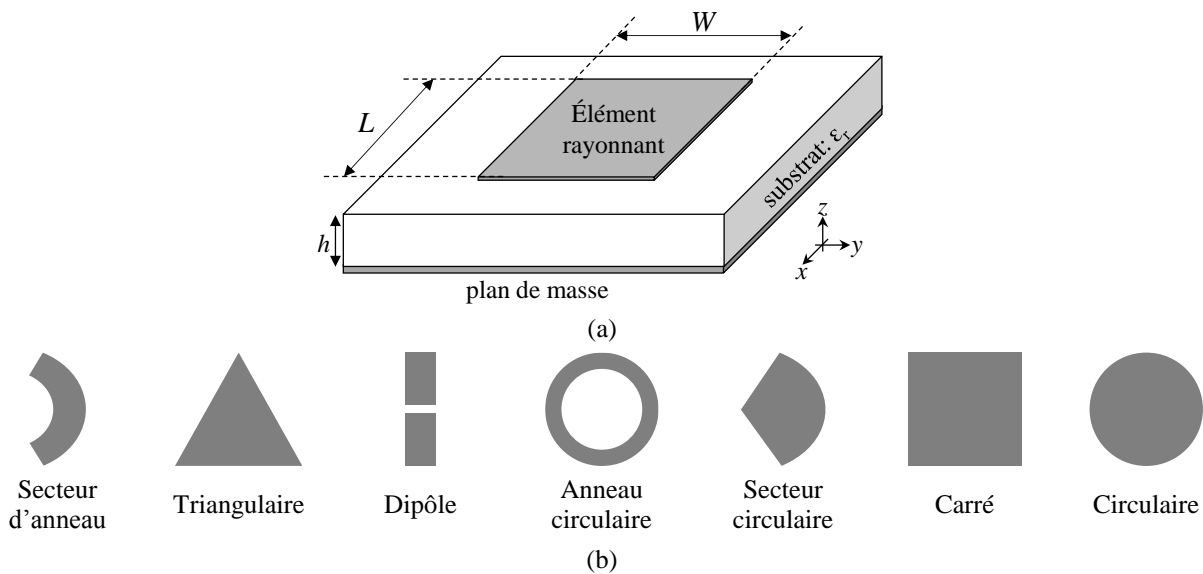 W
L
Élément
rayonnant
substrat: εr
h
z
y
x
plan de masse
(a)
Secteur
d’anneau
Triangulaire
Dipôle
Anneau
circulaire
Secteur
circulaire
Carré
Circulaire
(b)